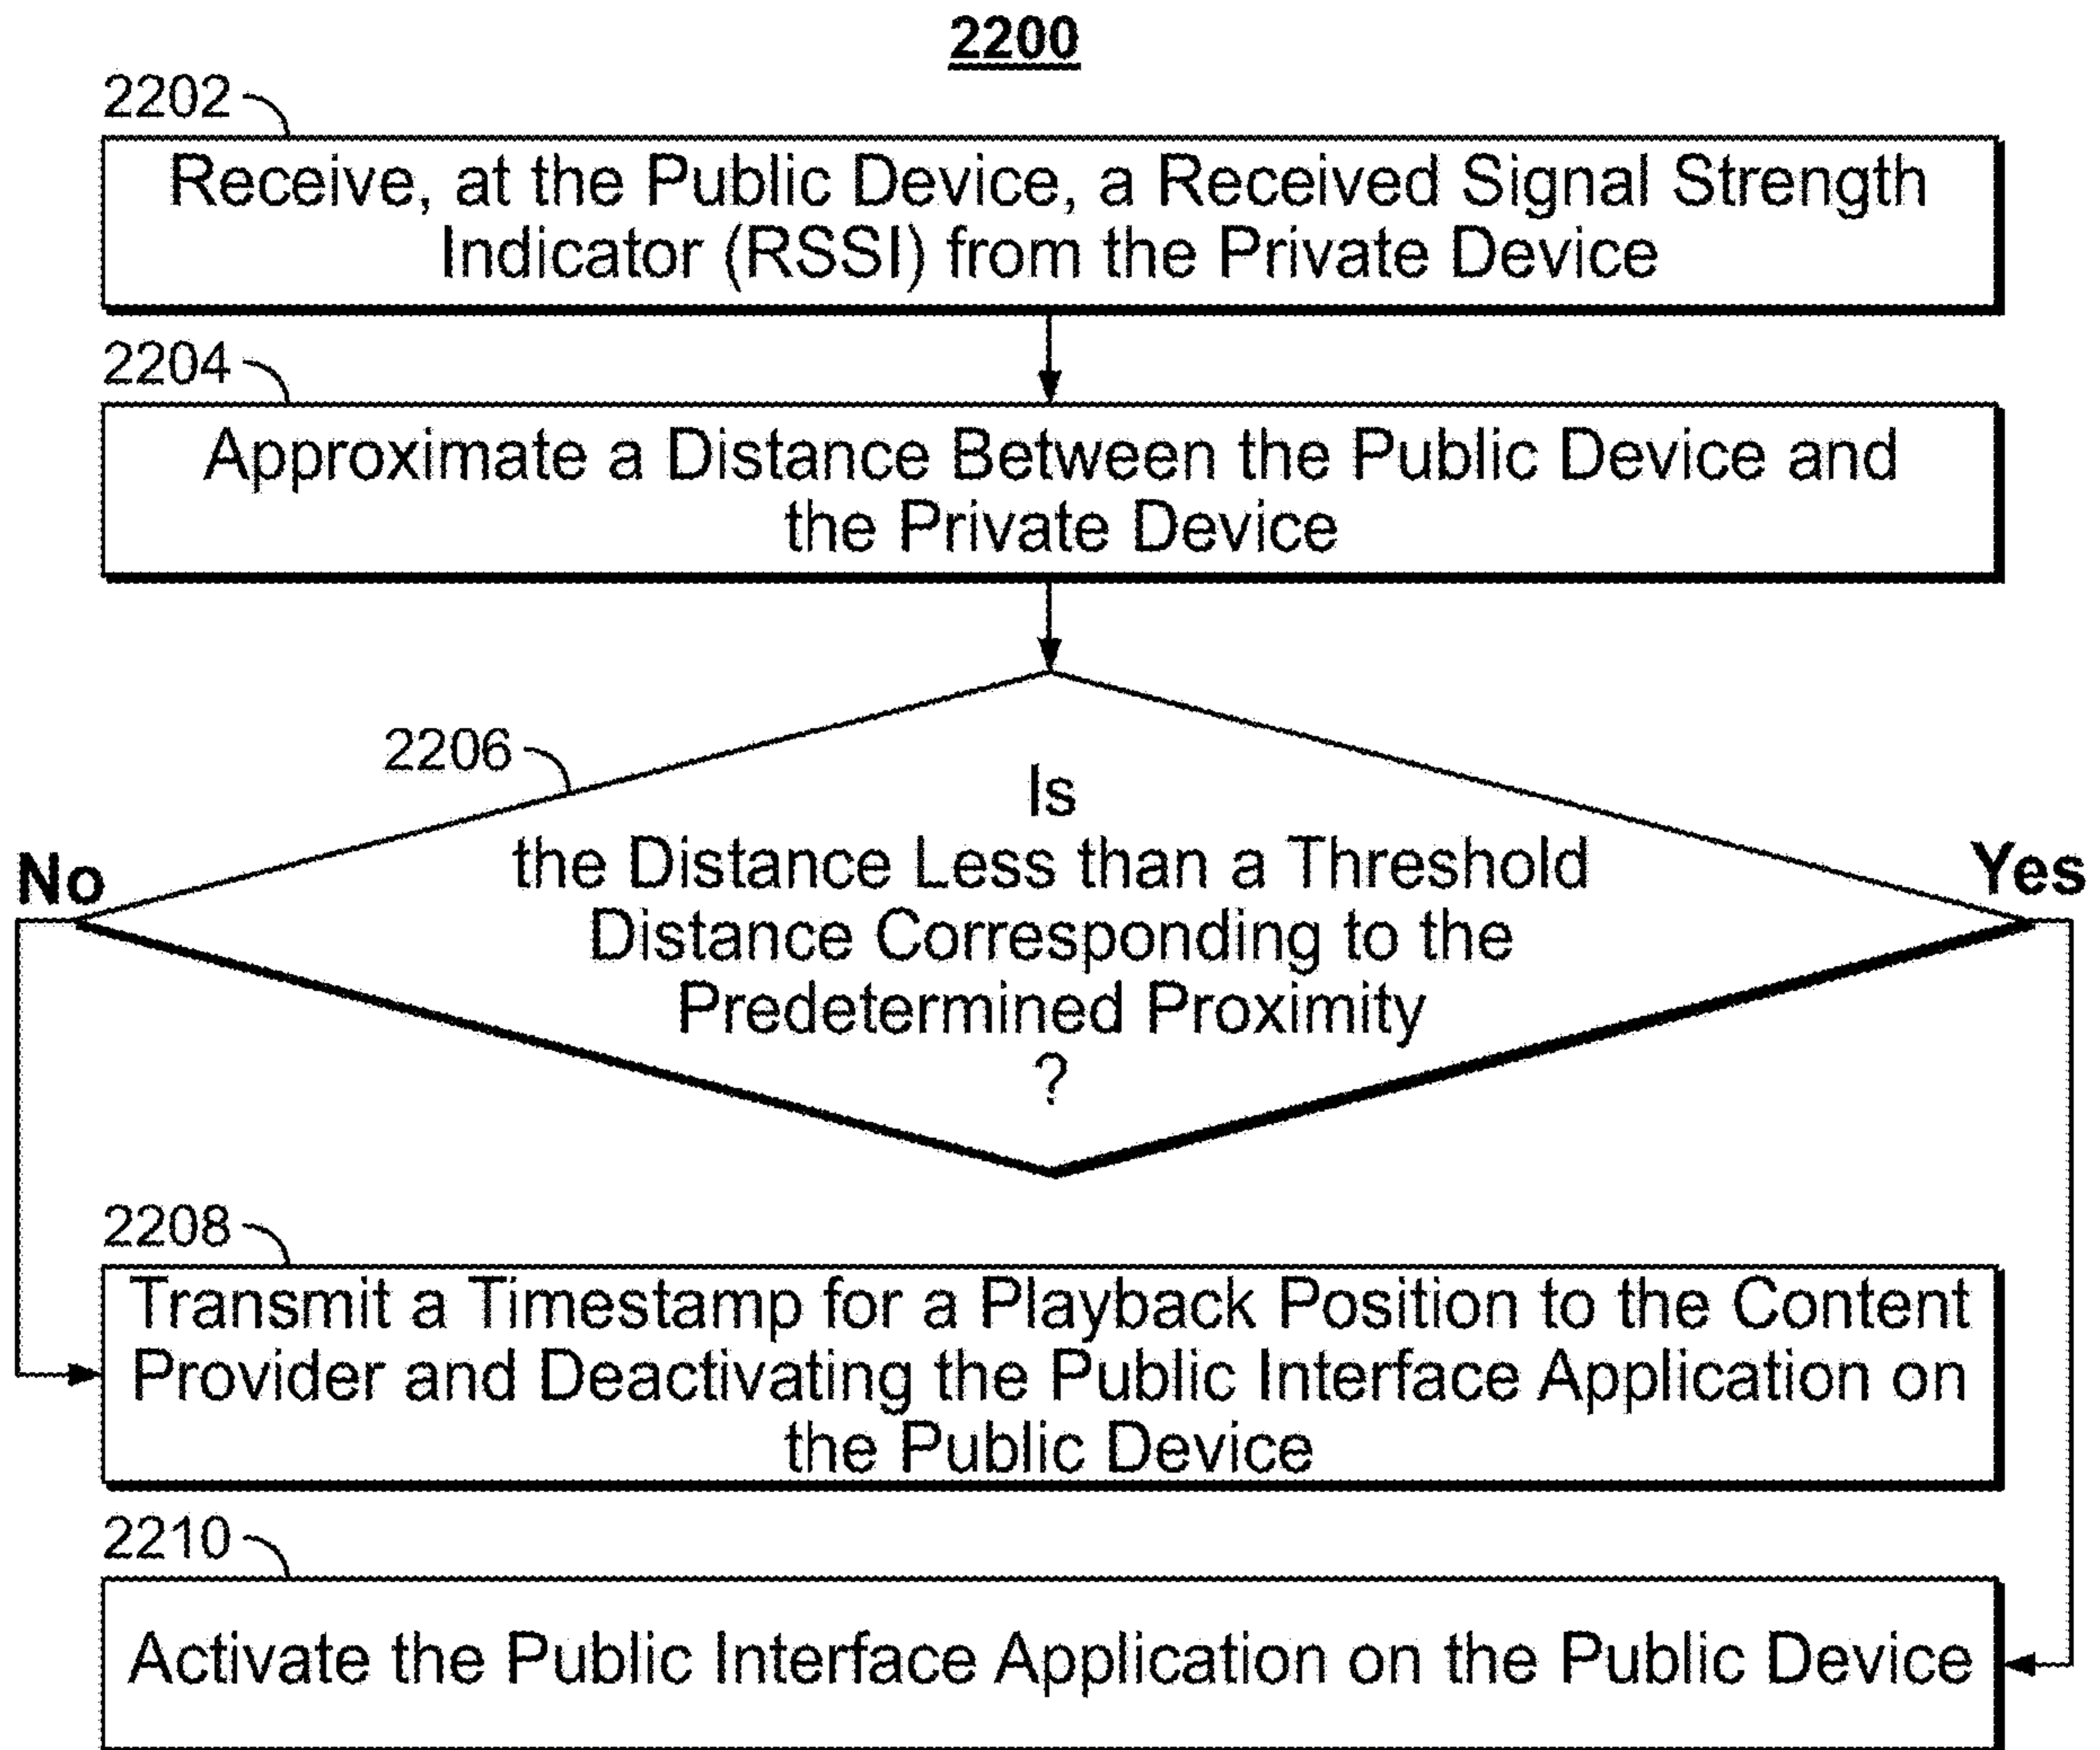 2200
2202
Receive, at the Public Device, a Received Signal Strength
Indicator (RSSI) from the Private Device
2204
Approximate a Distance Between the Public Device and
the Private Device
2206
Is
the Distance Less than a Threshold
Distance Corresponding to the
Predetermined Proximity
?
No
Yes
2208
Transmit a Timestamp for a Playback Position to the Content
Provider and Deactivating the Public Interface Application on
the Public Device
2210
Activate the Public Interface Application on the Public Device